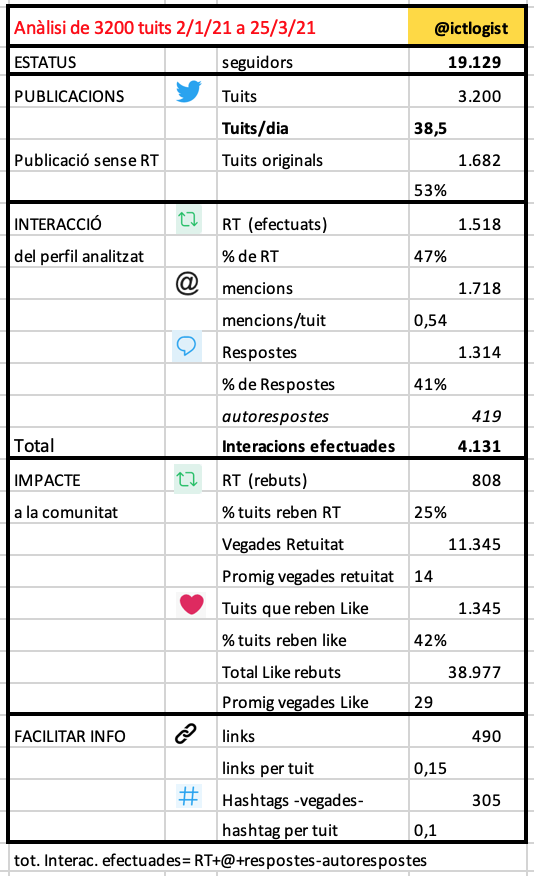 Anàlisi de 3200 tuits 2/1/21 a 25/3/21 @ictlogist
ESTATUS seguidors 19.129
PUBLICACIONS Tuits 3.200
Tuits/dia 38,5
Publicació sense RT Tuits originals 1.682
53%
INTERACCIÓ RT (efectuats) 1.518
del perfil analitzat % de RT 47%
@ mencions 1.718
mencions/tuit 0,54
Respostes 1.314
% de Respostes 41%
autorespostes 419
Total Interacions efectuades 4.131
IMPACTE RT (rebuts) 808
a la comunitat % tuits reben RT 25%
Vegades Retuitat 11.345
Promig vegades retuitat 14
Tuits que reben Like 1.345
% tuits reben like 42%
Total Like rebuts 38.977
Promig vegades Like 29
FACILITAR INFO links 490
links per tuit 0,15
# Hashtags -vegades- 305
hashtag per tuit 0,1
tot. Interac. efectuades= RT+@+respostes-autorespostes